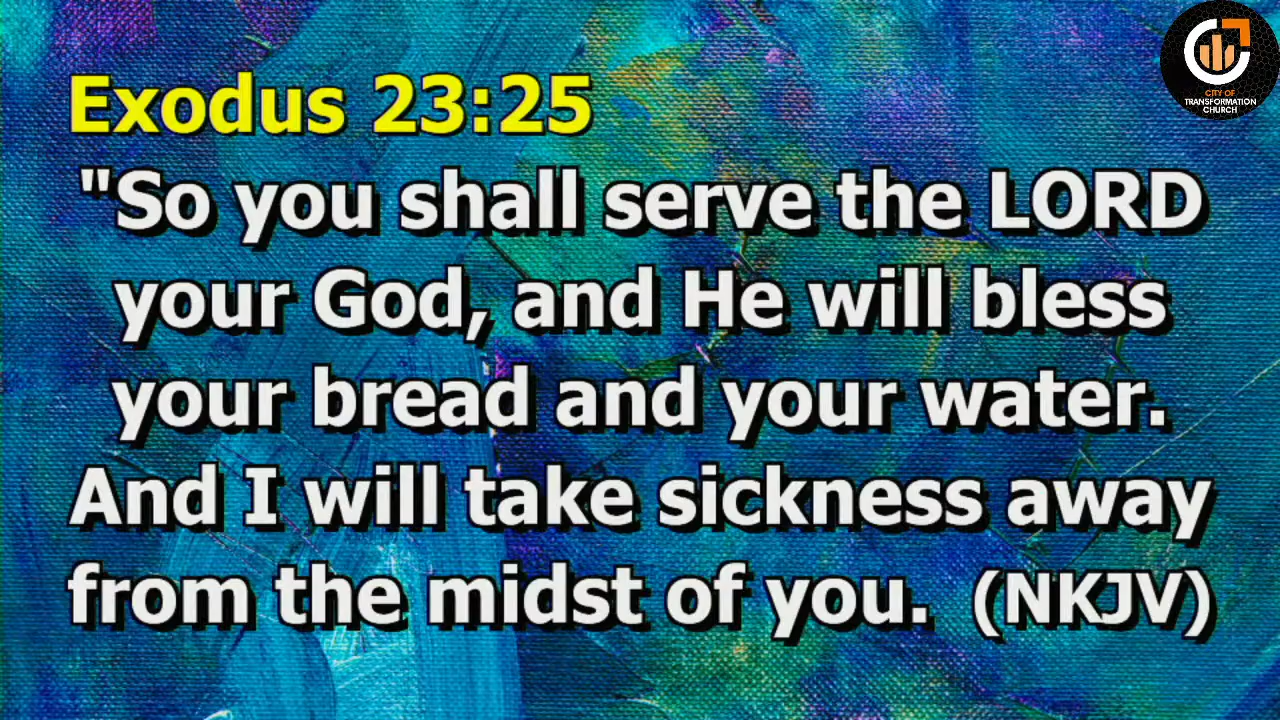 CITY OF
TRANSFORMATION
CHURCH
Exodus 23:25
"So you shall serve the LORD
your God, and He will bless
your bread and your water.
And I will take sickness away
from the midst of you. (NKJV)